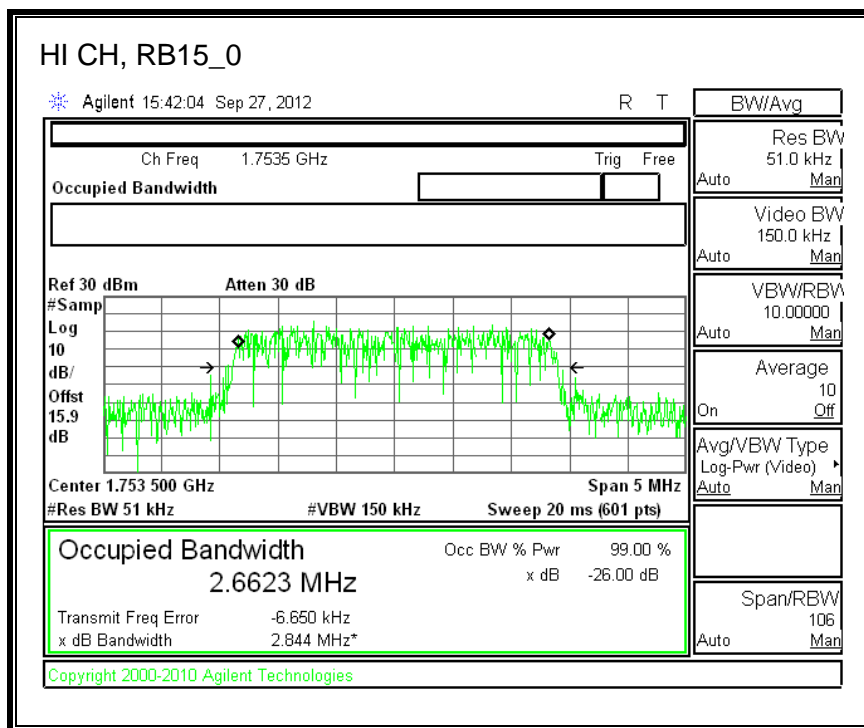 HI CH, RB15_0
Agilent 15:42:04 Sep 27, 2012 R T
BW/Avg
Ch Freq 1.7535 GHz Trig Free
Occupied Bandwidth
Res BW
51.0 kHz
Auto Man
Video BW
150.0 kHz
Auto Man
VBW/RBW
10.00000
Auto Man
Average
10
On Off
Avg/VBW Type
Log-Pwr (Video)
Auto Man
Span/RBW
106
Auto Man
Ref 30 dBm Atten 30 dB
#Samp
Log
10
dB/
Offst
15.9
dB
Center 1.753 500 GHz Span 5 MHz
#Res BW 51 kHz #VBW 150 kHz Sweep 20 ms (601 pts)
Occupied Bandwidth Occ BW % Pwr 99.00 %
2.6623 MHz x dB -26.00 dB
Transmit Freq Error -6.650 kHz
x dB Bandwidth 2.844 MHz*
Copyright 2000-2010 Agilent Technologies